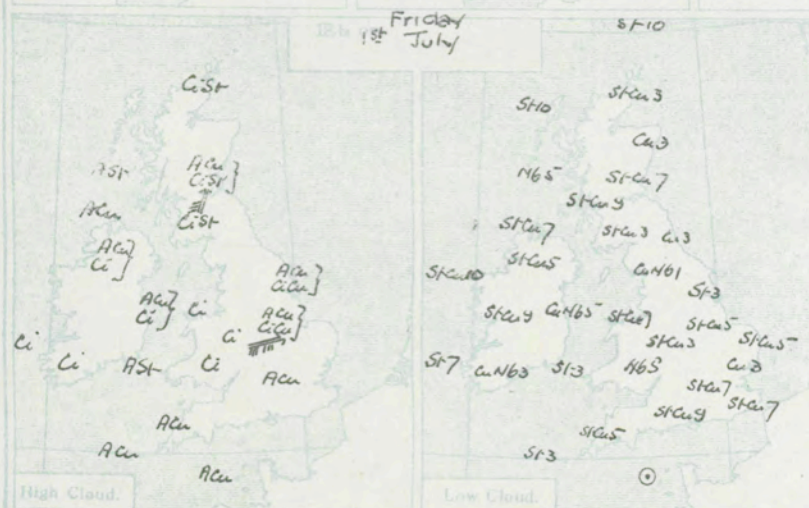 Friday
1st July
CiSt
ASt
ACu
CiSt
ACu
CiSt
ACu
Ci
ACu
CiCu
ACu
Ci
Ci
ACu
CiCu
Ci
Ci
Ci
ASt
Ci
ACu
ACu
ACu
ACu
High Cloud.
St10
St10
StCu3
Cu3
Nb5
StCu7
StCu9
StCu7
StCu3
Cu3
StCu5
StCu10
CuNb1
St3
StCu9
CuNb5
StCu7
StCu5
StCu3
StCu5
St7
CuNb3
St3
Nb5
Cu3
StCu7
StCu7
StCu9
StCu5
St3
Low Cloud.